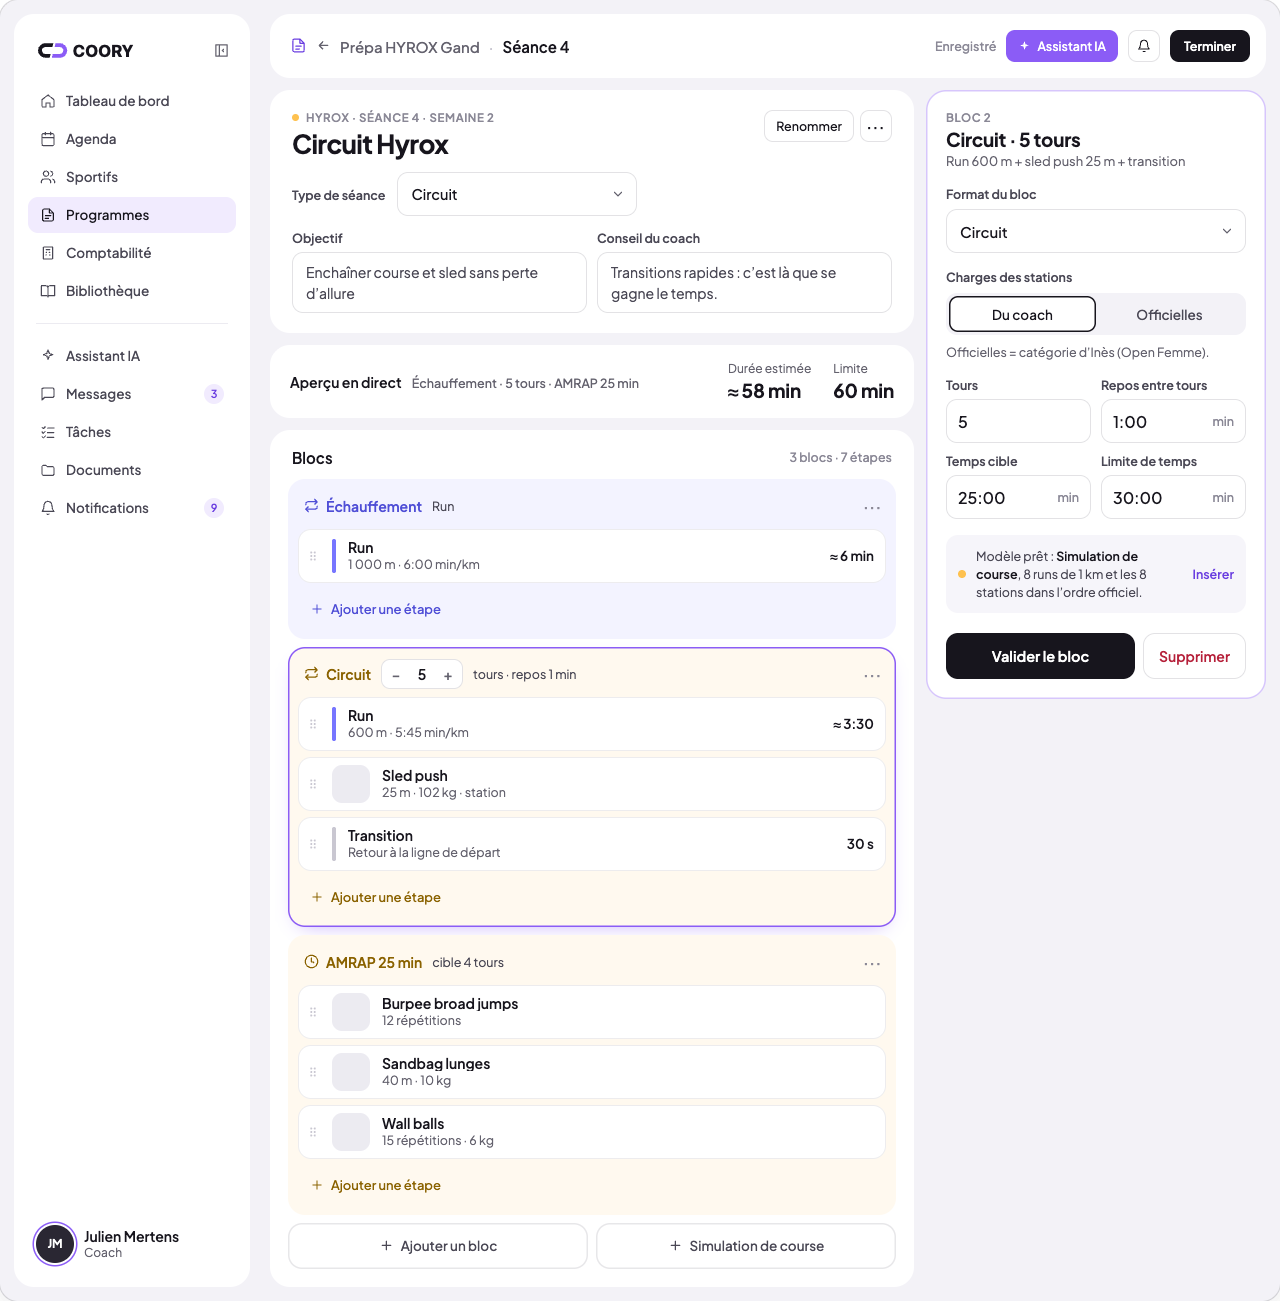 COORY
Tableau de bord
Agenda
Sportifs
Programmes
Comptabilité
Bibliothèque
Assistant IA
Messages 3
Tâches
Documents
Notifications 9
JM
Julien Mertens
Coach
Prépa HYROX Gand · Séance 4
Enregistré
Assistant IA
Terminer
HYROX · SÉANCE 4 · SEMAINE 2
Circuit Hyrox
Renommer
Type de séance
Circuit
Objectif
Enchaîner course et sled sans perte
d’allure
Conseil du coach
Transitions rapides : c’est là que se
gagne le temps.
Aperçu en direct
Échauffement · 5 tours · AMRAP 25 min
Durée estimée
≈ 58 min
Limite
60 min
Blocs
3 blocs · 7 étapes
Échauffement Run
Run
1 000 m · 6:00 min/km
≈ 6 min
+ Ajouter une étape
Circuit − 5 + tours · repos 1 min
Run
600 m · 5:45 min/km
≈ 3:30
Sled push
25 m · 102 kg · station
Transition
Retour à la ligne de départ
30 s
+ Ajouter une étape
AMRAP 25 min cible 4 tours
Burpee broad jumps
12 répétitions
Sandbag lunges
40 m · 10 kg
Wall balls
15 répétitions · 6 kg
+ Ajouter une étape
+ Ajouter un bloc
+ Simulation de course
BLOC 2
Circuit · 5 tours
Run 600 m + sled push 25 m + transition
Format du bloc
Circuit
Charges des stations
Du coach
Officielles
Officielles = catégorie d’Inès (Open Femme).
Tours
5
Repos entre tours
1:00 min
Temps cible
25:00 min
Limite de temps
30:00 min
Modèle prêt : Simulation de
course, 8 runs de 1 km et les 8
stations dans l’ordre officiel.
Insérer
Valider le bloc
Supprimer